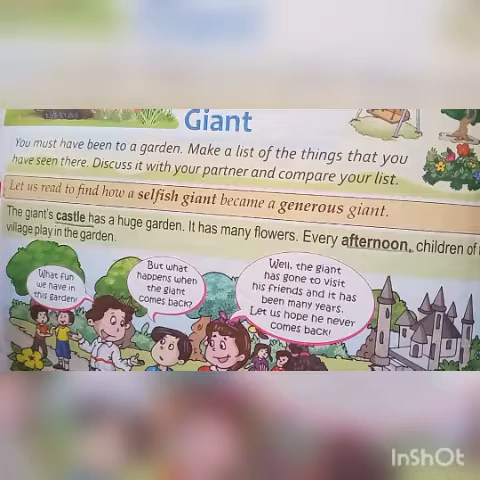 Giant
You must have been to a garden. Make a list of the things that you
have seen there. Discuss it with your partner and compare your list.
Let us read to find how a selfish giant became a generous giant.
The giant's castle has a huge garden. It has many flowers. Every afternoon, children of
village play in the garden.
What fun
we have in
this garden!
But what
happens when
the giant
comes back?
Well, the giant
has gone to visit
his friends and it has
been many years.
Let us hope he never
comes back!
InShOt